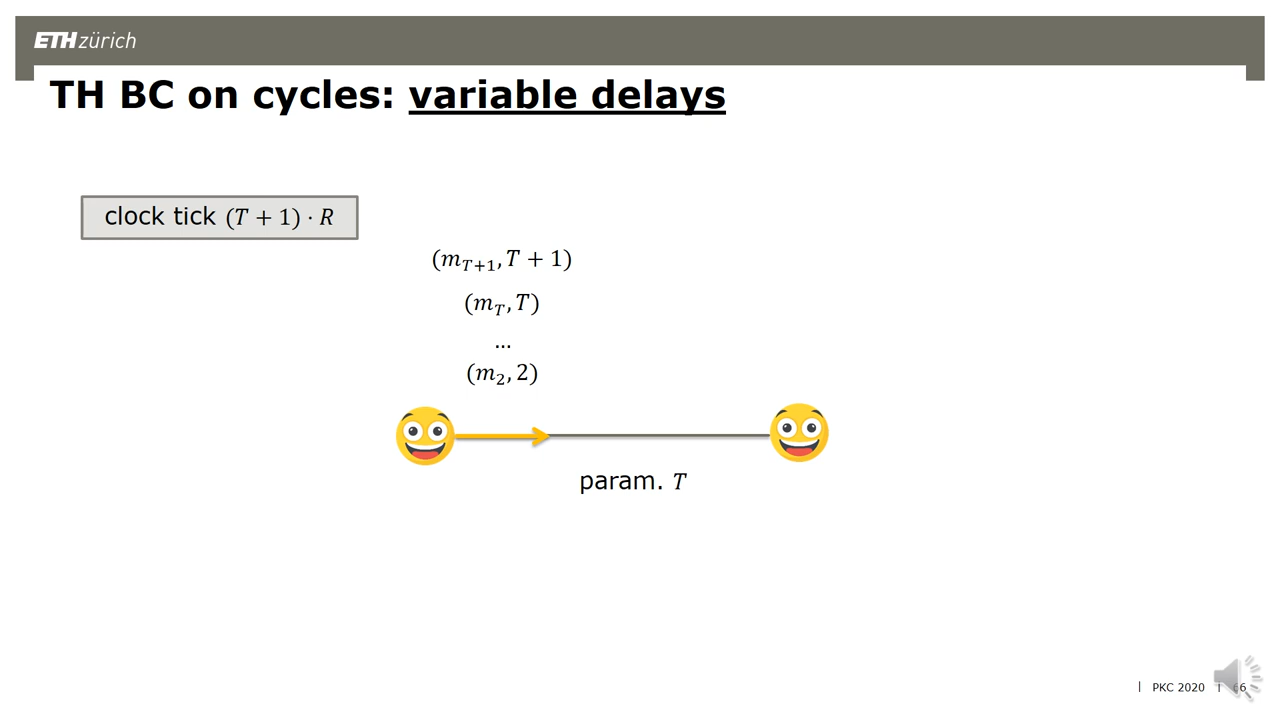 ETH zürich
TH BC on cycles: variable delays
clock tick (T + 1) · R
(m_{T+1}, T + 1)
(m_T, T)
...
(m_2, 2)
param. T
| PKC 2020 | 66